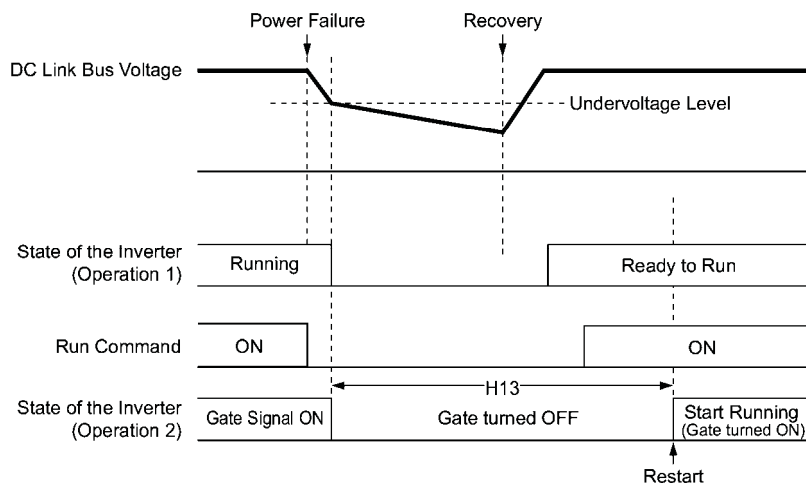 Power Failure
Recovery
DC Link Bus Voltage
Undervoltage Level
State of the Inverter
(Operation 1)
Running
Ready to Run
Run Command
ON
ON
H13
State of the Inverter
(Operation 2)
Gate Signal ON
Gate turned OFF
Start Running
(Gate turned ON)
Restart